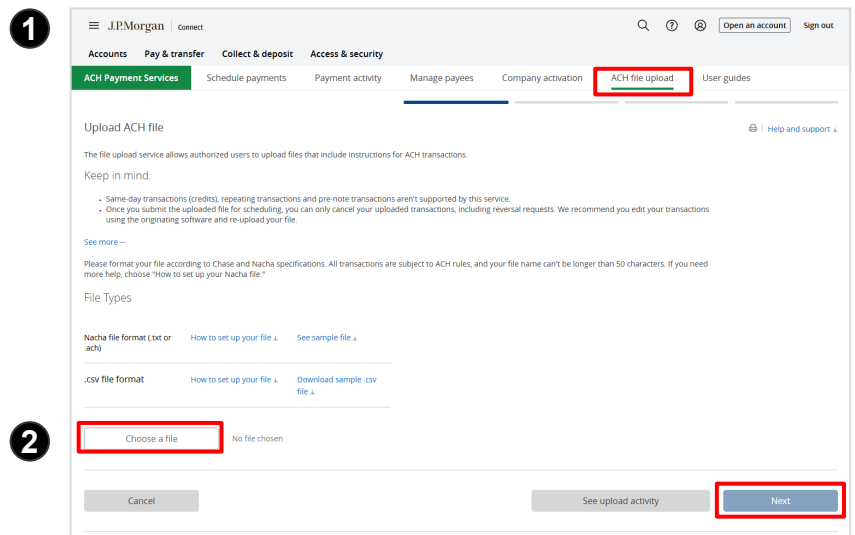 1
J.P.Morgan | Connect
Open an account
Sign out
Accounts Pay & transfer Collect & deposit Access & security
ACH Payment Services Schedule payments Payment activity Manage payees Company activation ACH file upload User guides
Upload ACH file
Help and support
The file upload service allows authorized users to upload files that include instructions for ACH transactions.
Keep in mind:
• Same-day transactions (credits), repeating transactions and pre-note transactions aren't supported by this service.
• Once you submit the uploaded file for scheduling, you can only cancel your uploaded transactions, including reversal requests. We recommend you edit your transactions
using the originating software and re-upload your file.
See more –
Please format your file according to Chase and Nacha specifications. All transactions are subject to ACH rules, and your file name can't be longer than 50 characters. If you need
more help, choose "How to set up your Nacha file."
File Types
Nacha file format (.txt or
.ach)
How to set up your file
See sample file
.csv file format
How to set up your file
Download sample .csv
file
2
Choose a file
No file chosen
Cancel
See upload activity
Next